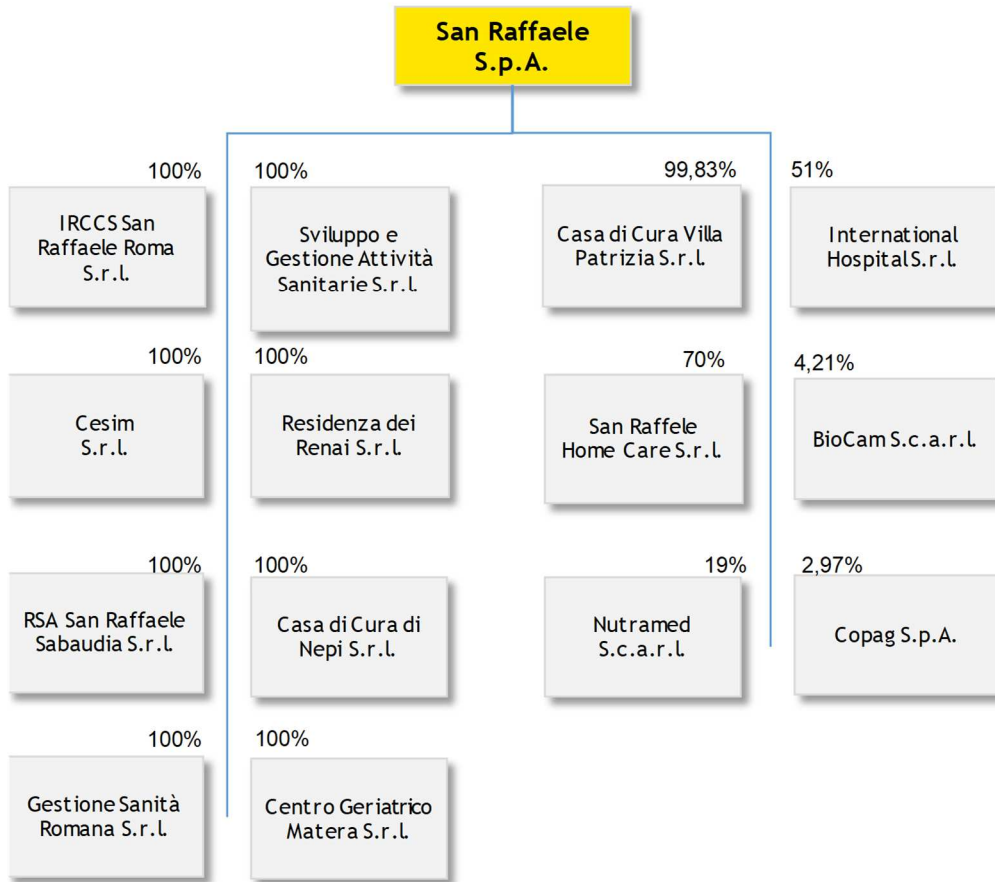 San Raffaele
S.p.A.
100%
IRCCS San
Raffaele Roma
S.r.l.
100%
Sviluppo e
Gestione Attività
Sanitarie S.r.l.
99,83%
Casa di Cura Villa
Patrizia S.r.l.
51%
International
Hospital S.r.l.
100%
Cesim
S.r.l.
100%
Residenza dei
Renai S.r.l.
70%
San Raffele
Home Care S.r.l.
4,21%
BioCam S.c.a.r.l.
100%
RSA San Raffaele
Sabaudia S.r.l.
100%
Casa di Cura di
Nepi S.r.l.
19%
Nutramed
S.c.a.r.l.
2,97%
Copag S.p.A.
100%
Gestione Sanità
Romana S.r.l.
100%
Centro Geriatrico
Matera S.r.l.